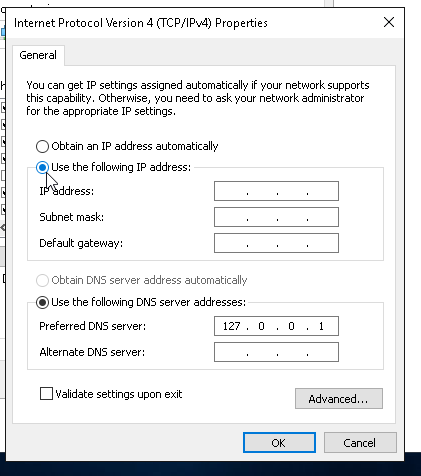 Internet Protocol Version 4 (TCP/IPv4) Properties
General
You can get IP settings assigned automatically if your network supports
this capability. Otherwise, you need to ask your network administrator
for the appropriate IP settings.
Obtain an IP address automatically
Use the following IP address:
IP address: . . .
Subnet mask: . . .
Default gateway: . . .
Obtain DNS server address automatically
Use the following DNS server addresses:
Preferred DNS server: 127 . 0 . 0 . 1
Alternate DNS server: . . .
Validate settings upon exit
Advanced...
OK Cancel